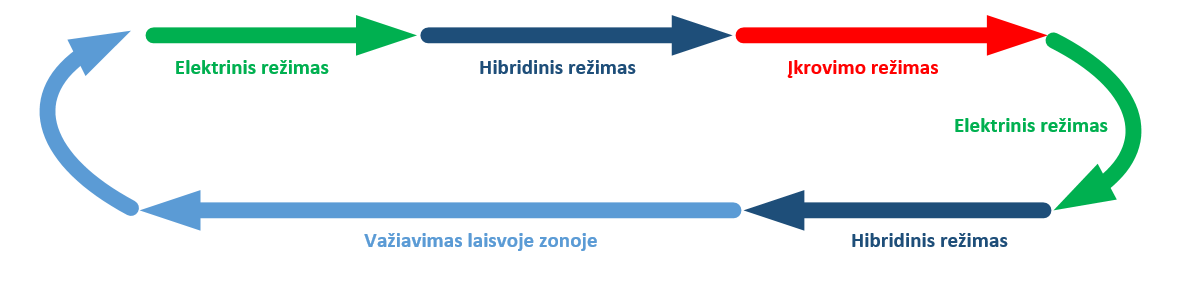 Elektrinis režimas
Hibridinis režimas
Įkrovimo režimas
Elektrinis režimas
Hibridinis režimas
Važiavimas laisvoje zonoje